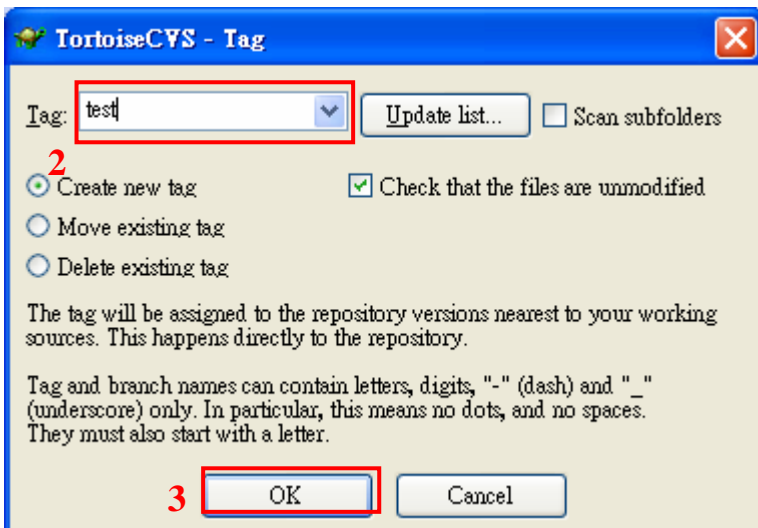 TortoiseCVS - Tag
Tag: test Update list... Scan subfolders
2
Create new tag Check that the files are unmodified
Move existing tag
Delete existing tag
The tag will be assigned to the repository versions nearest to your working
sources. This happens directly to the repository.
Tag and branch names can contain letters, digits, "-" (dash) and "_"
(underscore) only. In particular, this means no dots, and no spaces.
They must also start with a letter.
3 OK Cancel